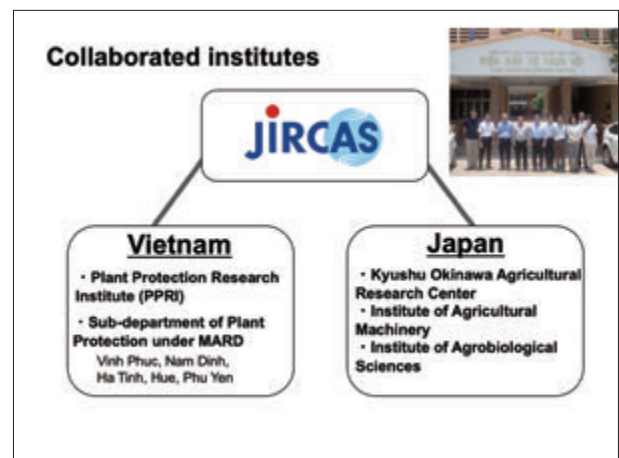 Collaborated institutes
JIRCAS
Vietnam
・Plant Protection Research
Institute (PPRI)
・Sub-department of Plant
Protection under MARD
Vinh Phuc, Nam Dinh,
Ha Tinh, Hue, Phu Yen
Japan
・Kyushu Okinawa Agricultural
Research Center
・Institute of Agricultural
Machinery
・Institute of Agrobiological
Sciences